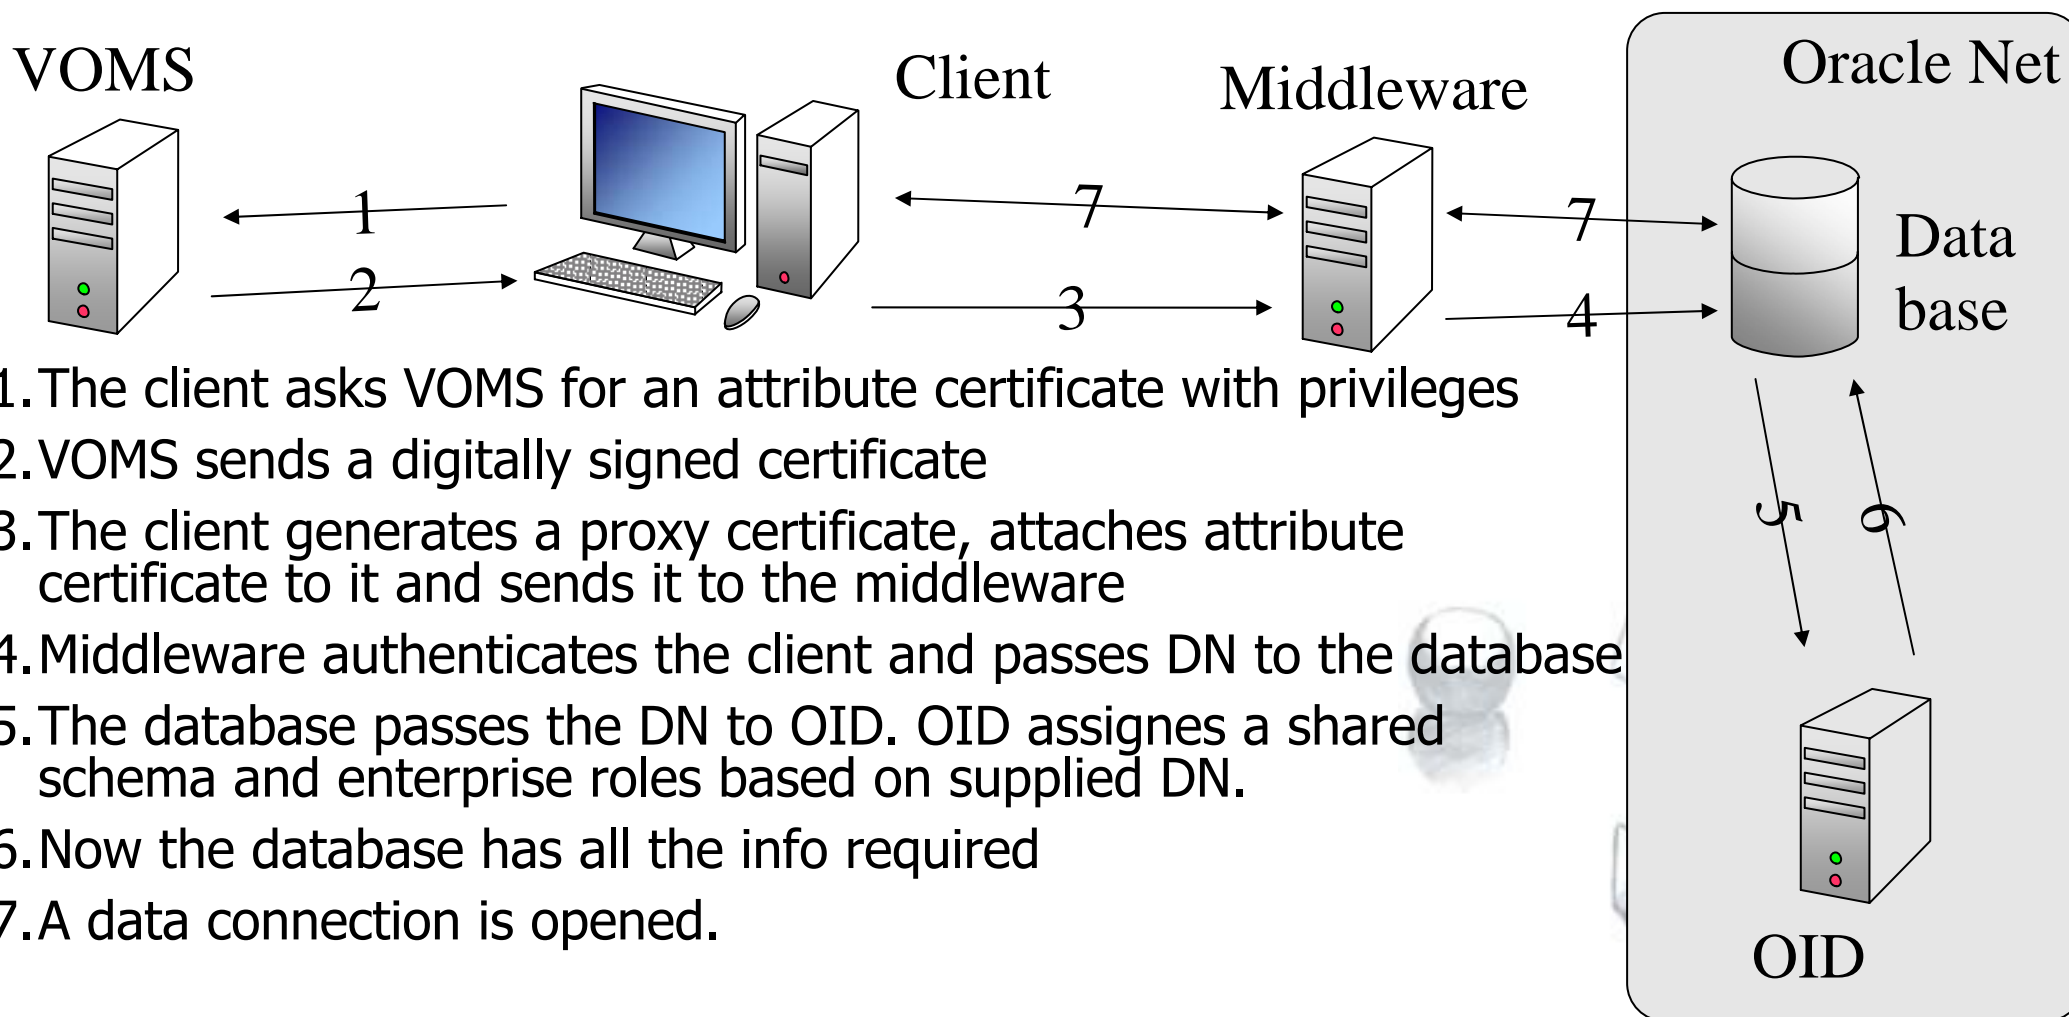 VOMS
Client
Middleware
Oracle Net
1
2
7
3
7
4
Data
base
5
6
OID
1. The client asks VOMS for an attribute certificate with privileges
2. VOMS sends a digitally signed certificate
3. The client generates a proxy certificate, attaches attribute
certificate to it and sends it to the middleware
4. Middleware authenticates the client and passes DN to the database
5. The database passes the DN to OID. OID assignes a shared
schema and enterprise roles based on supplied DN.
6. Now the database has all the info required
7. A data connection is opened.